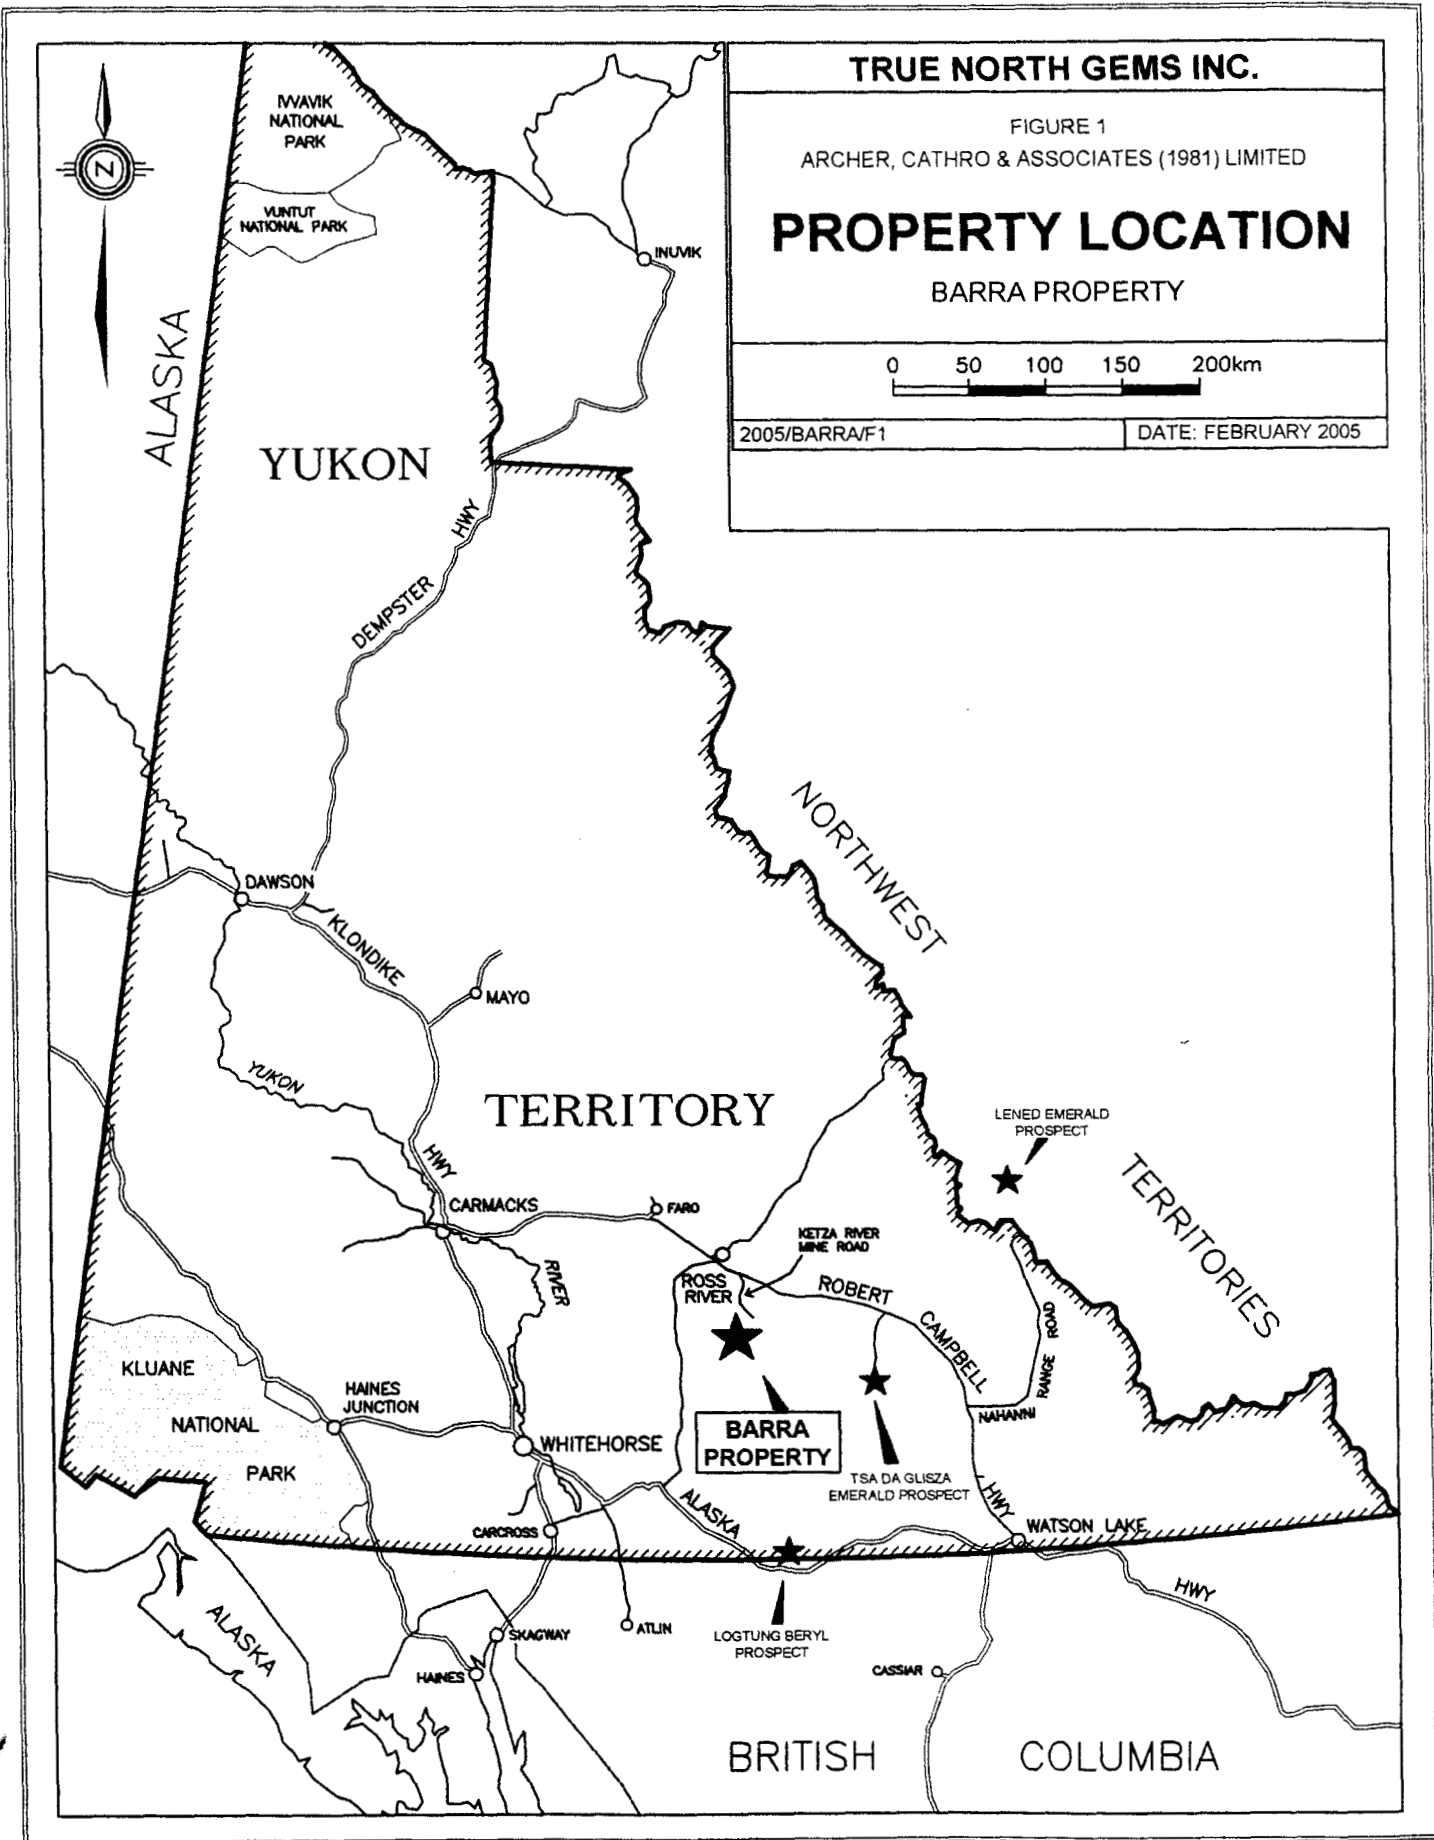 TRUE NORTH GEMS INC.
FIGURE 1
ARCHER, CATHRO & ASSOCIATES (1981) LIMITED
PROPERTY LOCATION
BARRA PROPERTY
0 50 100 150 200km
2005/BARRA/F1
DATE: FEBRUARY 2005
N
IVVAVIK
NATIONAL
PARK
VUNTUT
NATIONAL PARK
INUVIK
ALASKA
YUKON
DEMPSTER HWY
NORTHWEST
DAWSON
KLONDIKE
MAYO
YUKON
TERRITORY
HWY
LENED EMERALD
PROSPECT
TERRITORIES
CARMACKS
FARO
KETZA RIVER
MINE ROAD
RIVER
ROSS
RIVER
ROBERT
CAMPBELL
RANGE ROAD
NAHANNI
KLUANE
NATIONAL
PARK
HAINES
JUNCTION
WHITEHORSE
BARRA
PROPERTY
TSA DA GLISZA
EMERALD PROSPECT
HWY
ALASKA
CARCROSS
WATSON LAKE
HWY
ALASKA
SKAGWAY
ATLIN
LOGTUNG BERYL
PROSPECT
HAINES
CASSIAR
BRITISH COLUMBIA